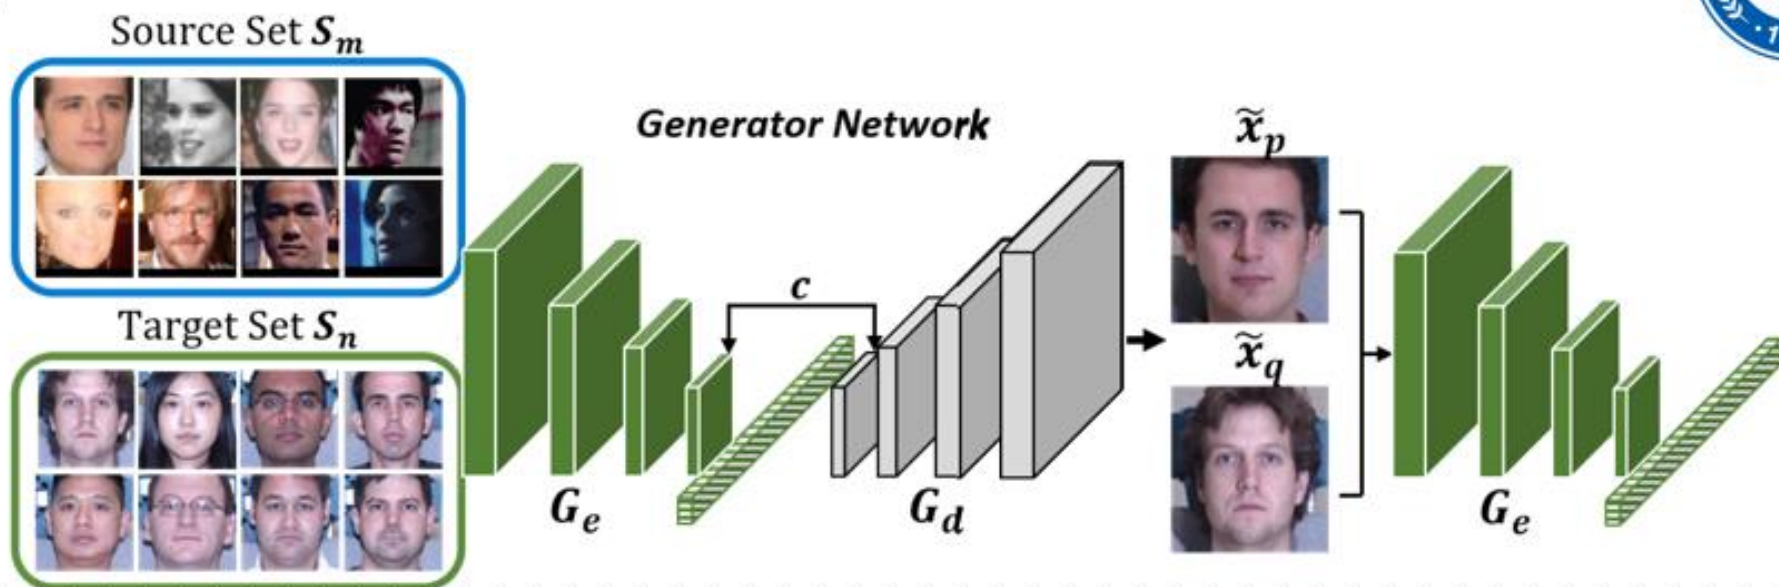 Source Set S_m
Generator Network
x̃_p
c
Target Set S_n
x̃_q
G_e
G_d
G_e